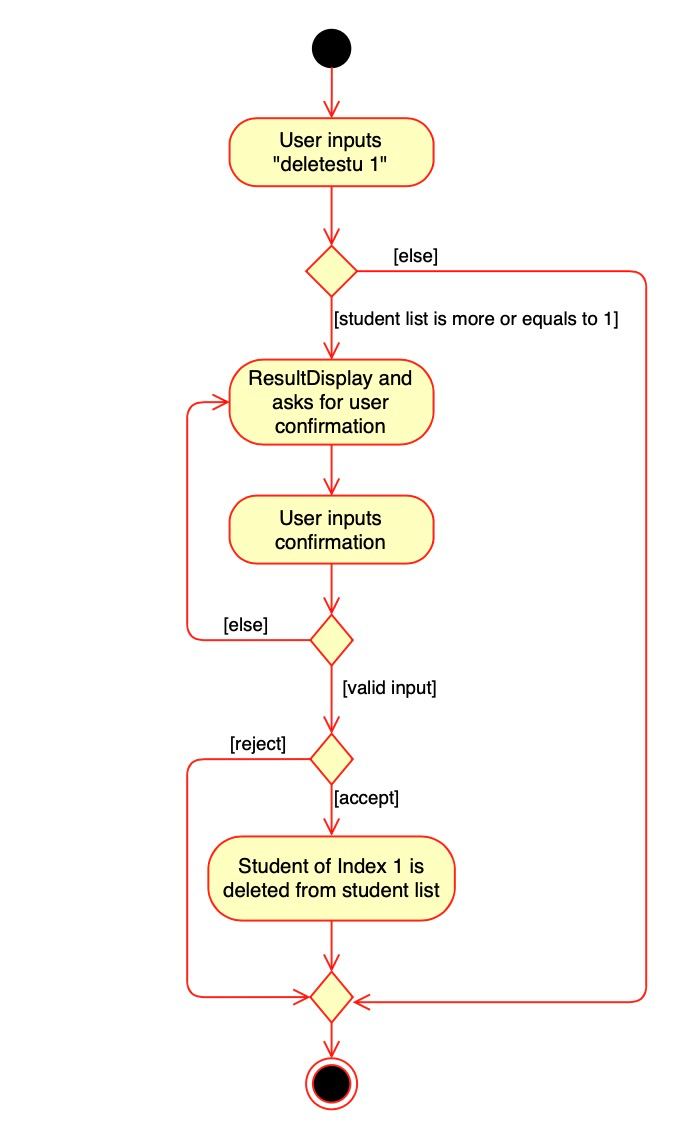 User inputs
"deletestu 1"
[else]
[student list is more or equals to 1]
ResultDisplay and
asks for user
confirmation
User inputs
confirmation
[else]
[valid input]
[reject]
[accept]
Student of Index 1 is
deleted from student list